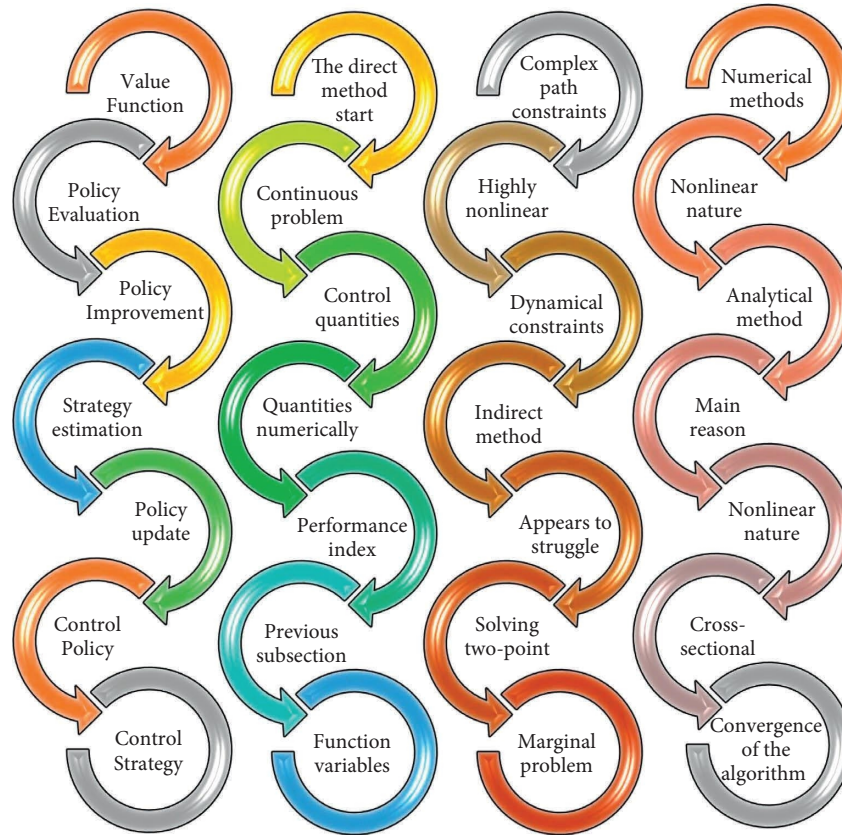 Value
Function
Policy
Evaluation
Policy
Improvement
Strategy
estimation
Policy
update
Control
Policy
Control
Strategy
The direct
method
start
Continuous
problem
Control
quantities
Quantities
numerically
Performance
index
Previous
subsection
Function
variables
Complex
path
constraints
Highly
nonlinear
Dynamical
constraints
Indirect
method
Appears to
struggle
Solving
two-point
Marginal
problem
Numerical
methods
Nonlinear
nature
Analytical
method
Main
reason
Nonlinear
nature
Cross-
sectional
Convergence
of the
algorithm